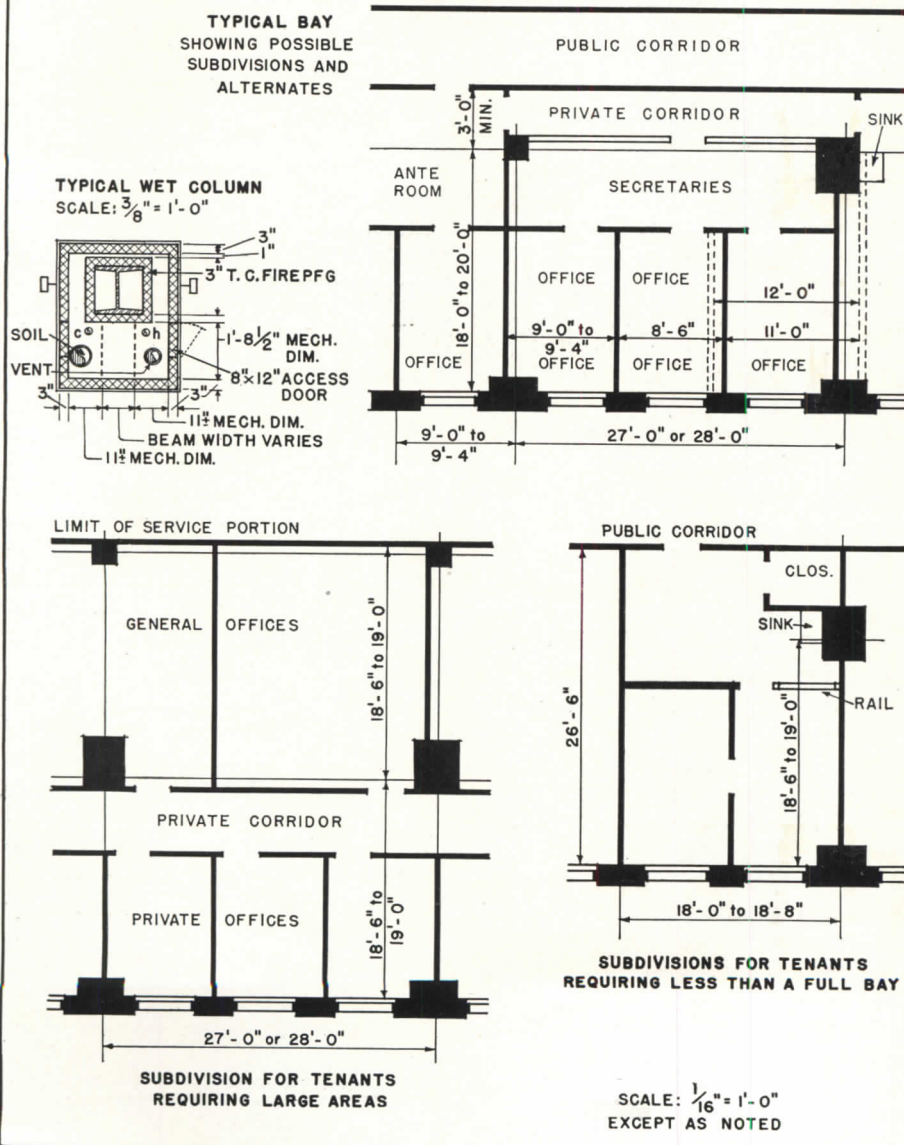 TYPICAL BAY
SHOWING POSSIBLE
SUBDIVISIONS AND
ALTERNATES
PUBLIC CORRIDOR
3'-0"
MIN.
PRIVATE CORRIDOR
SINK
ANTE
ROOM
SECRETARIES
18'-0" to 20'-0"
OFFICE
OFFICE
12'-0"
9'-0" to
9'-4"
8'-6"
11'-0"
OFFICE
OFFICE
OFFICE
OFFICE
9'-0" to
9'-4"
27'-0" or 28'-0"
TYPICAL WET COLUMN
SCALE: 3/8" = 1'-0"
3"
1"
3" T. C. FIREPFG
SOIL
c
h
1'-8 1/2" MECH.
DIM.
VENT
8"x12" ACCESS
DOOR
3"
3"
11"± MECH. DIM.
BEAM WIDTH VARIES
11"± MECH. DIM.
LIMIT OF SERVICE PORTION
GENERAL OFFICES
18'-6" to 19'-0"
PRIVATE CORRIDOR
PRIVATE OFFICES
18'-6" to
19'-0"
27'-0" or 28'-0"
SUBDIVISION FOR TENANTS
REQUIRING LARGE AREAS
PUBLIC CORRIDOR
CLOS.
SINK
26'-6"
RAIL
18'-6" to 19'-0"
18'-0" to 18'-8"
SUBDIVISIONS FOR TENANTS
REQUIRING LESS THAN A FULL BAY
SCALE: 1/16" = 1'-0"
EXCEPT AS NOTED